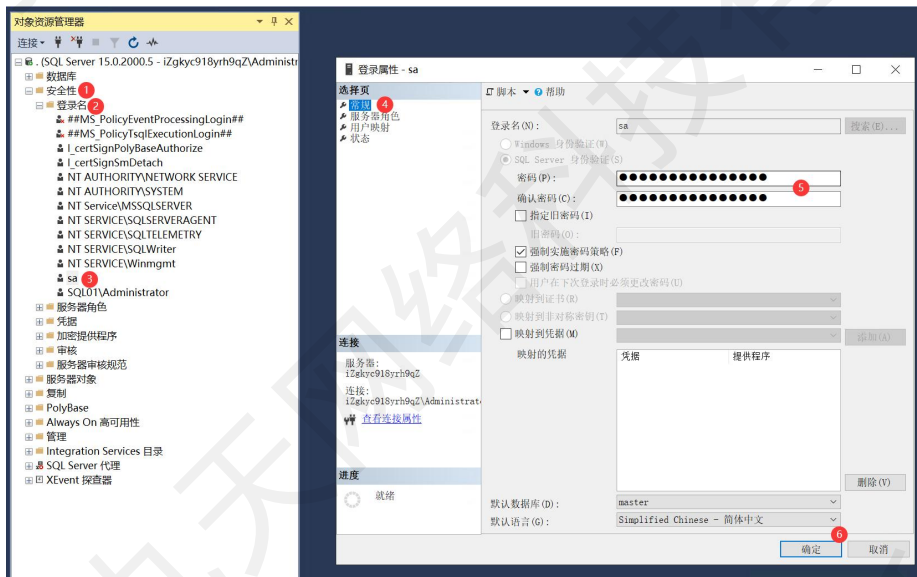 对象资源管理器
连接
. (SQL Server 15.0.2000.5 - iZgkyc918yrh9qZ\Administr
数据库
安全性 1
登录名 2
##MS_PolicyEventProcessingLogin##
##MS_PolicyTsqlExecutionLogin##
l_certSignPolyBaseAuthorize
l_certSignSmDetach
NT AUTHORITY\NETWORK SERVICE
NT AUTHORITY\SYSTEM
NT Service\MSSQLSERVER
NT SERVICE\SQLSERVERAGENT
NT SERVICE\SQLTELEMETRY
NT SERVICE\SQLWriter
NT SERVICE\Winmgmt
sa 3
SQL01\Administrator
服务器角色
凭据
加密提供程序
审核
服务器审核规范
服务器对象
复制
PolyBase
Always On 高可用性
管理
Integration Services 目录
SQL Server 代理
XEvent 探查器
登录属性 - sa
选择页
常规 4
服务器角色
用户映射
状态
连接
服务器:
iZgkyc918yrh9qZ
连接:
iZgkyc918yrh9qZ\Administrato
查看连接属性
进度
就绪
脚本 帮助
登录名(N): sa 搜索(E)...
Windows 身份验证(W)
SQL Server 身份验证(S)
密码(P): ●●●●●●●●●●●●●●●
5
确认密码(C): ●●●●●●●●●●●●●●●
指定旧密码(I)
旧密码(O):
强制实施密码策略(F)
强制密码过期(X)
用户在下次登录时必须更改密码(U)
映射到证书(R)
映射到非对称密钥(T)
映射到凭据(M) 添加(A)
映射的凭据 凭据 提供程序
删除(V)
默认数据库(D): master
默认语言(G): Simplified Chinese - 简体中文
6
确定 取消
九天网络科技有